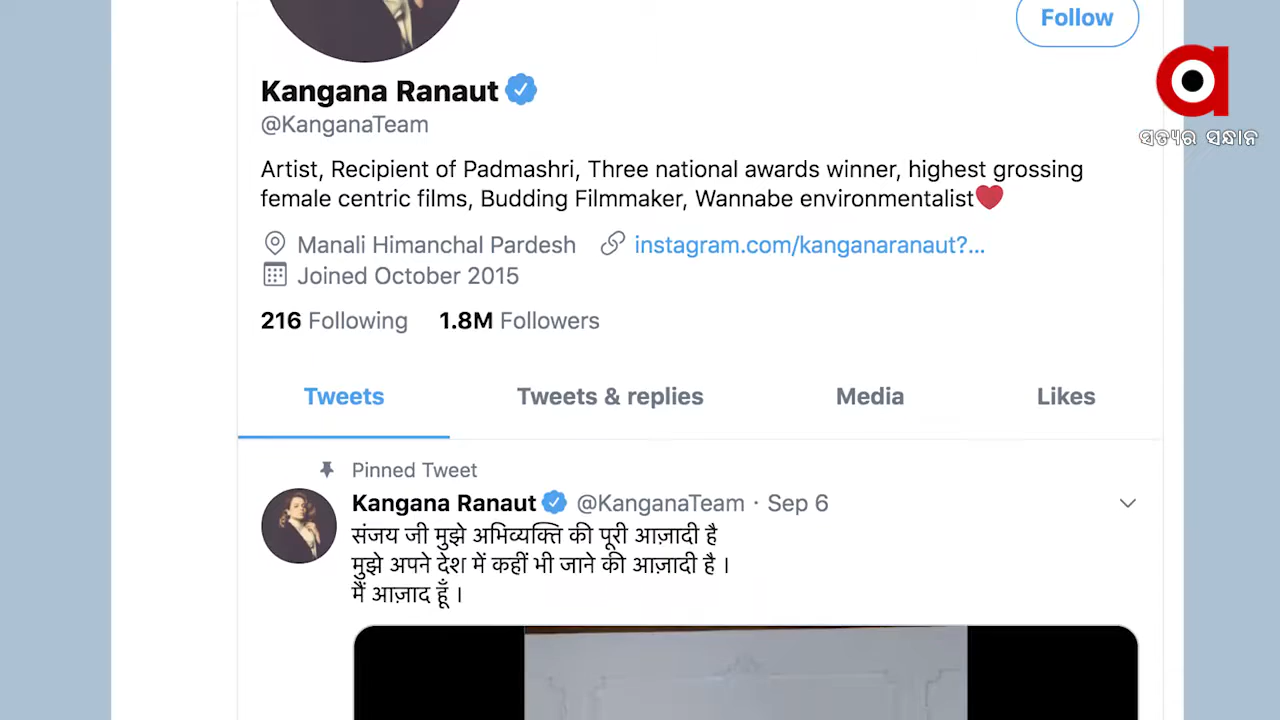 Follow
ସତ୍ୟର ସନ୍ଧାନ
Kangana Ranaut
@KanganaTeam
Artist, Recipient of Padmashri, Three national awards winner, highest grossing
female centric films, Budding Filmmaker, Wannabe environmentalist❤️
Manali Himanchal Pardesh instagram.com/kanganaranaut?...
Joined October 2015
216 Following 1.8M Followers
Tweets Tweets & replies Media Likes
Pinned Tweet
Kangana Ranaut @KanganaTeam · Sep 6
संजय जी मुझे अभिव्यक्ति की पूरी आज़ादी है
मुझे अपने देश में कहीं भी जाने की आज़ादी है ।
मैं आज़ाद हूँ ।